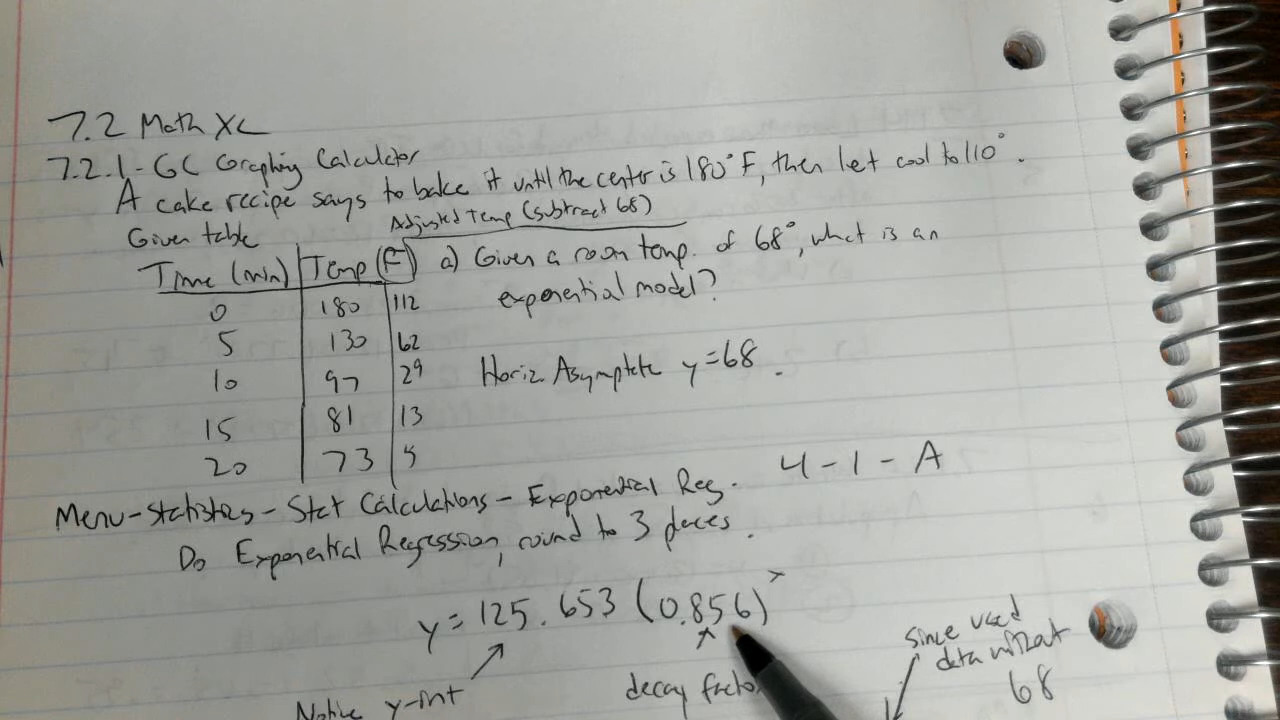 7.2 Math XL
7.2.1-GC Graphing Calculator
A cake recipe says to bake it until the center is 180° F, then let cool to 110°.
Given table
Adjusted Temp (subtract 68)
Time (min) Temp (F)
0 180 112
5 130 62
10 97 29
15 81 13
20 73 5
a) Given a room temp. of 68°, what is an
exponential model?
Horiz. Asymptote y=68.
Menu-Statistics-Stat Calculations-Exponential Reg. 4-1-A
Do Exponential Regression, round to 3 places.
y=125.653(0.856)^x
Notice y-int
decay factor
since used
data without
68